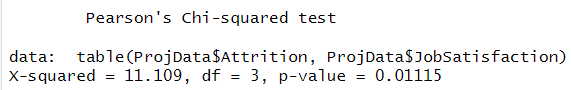 Pearson's Chi-squared test
data: table(ProjData$Attrition, ProjData$JobSatisfaction)
X-squared = 11.109, df = 3, p-value = 0.01115